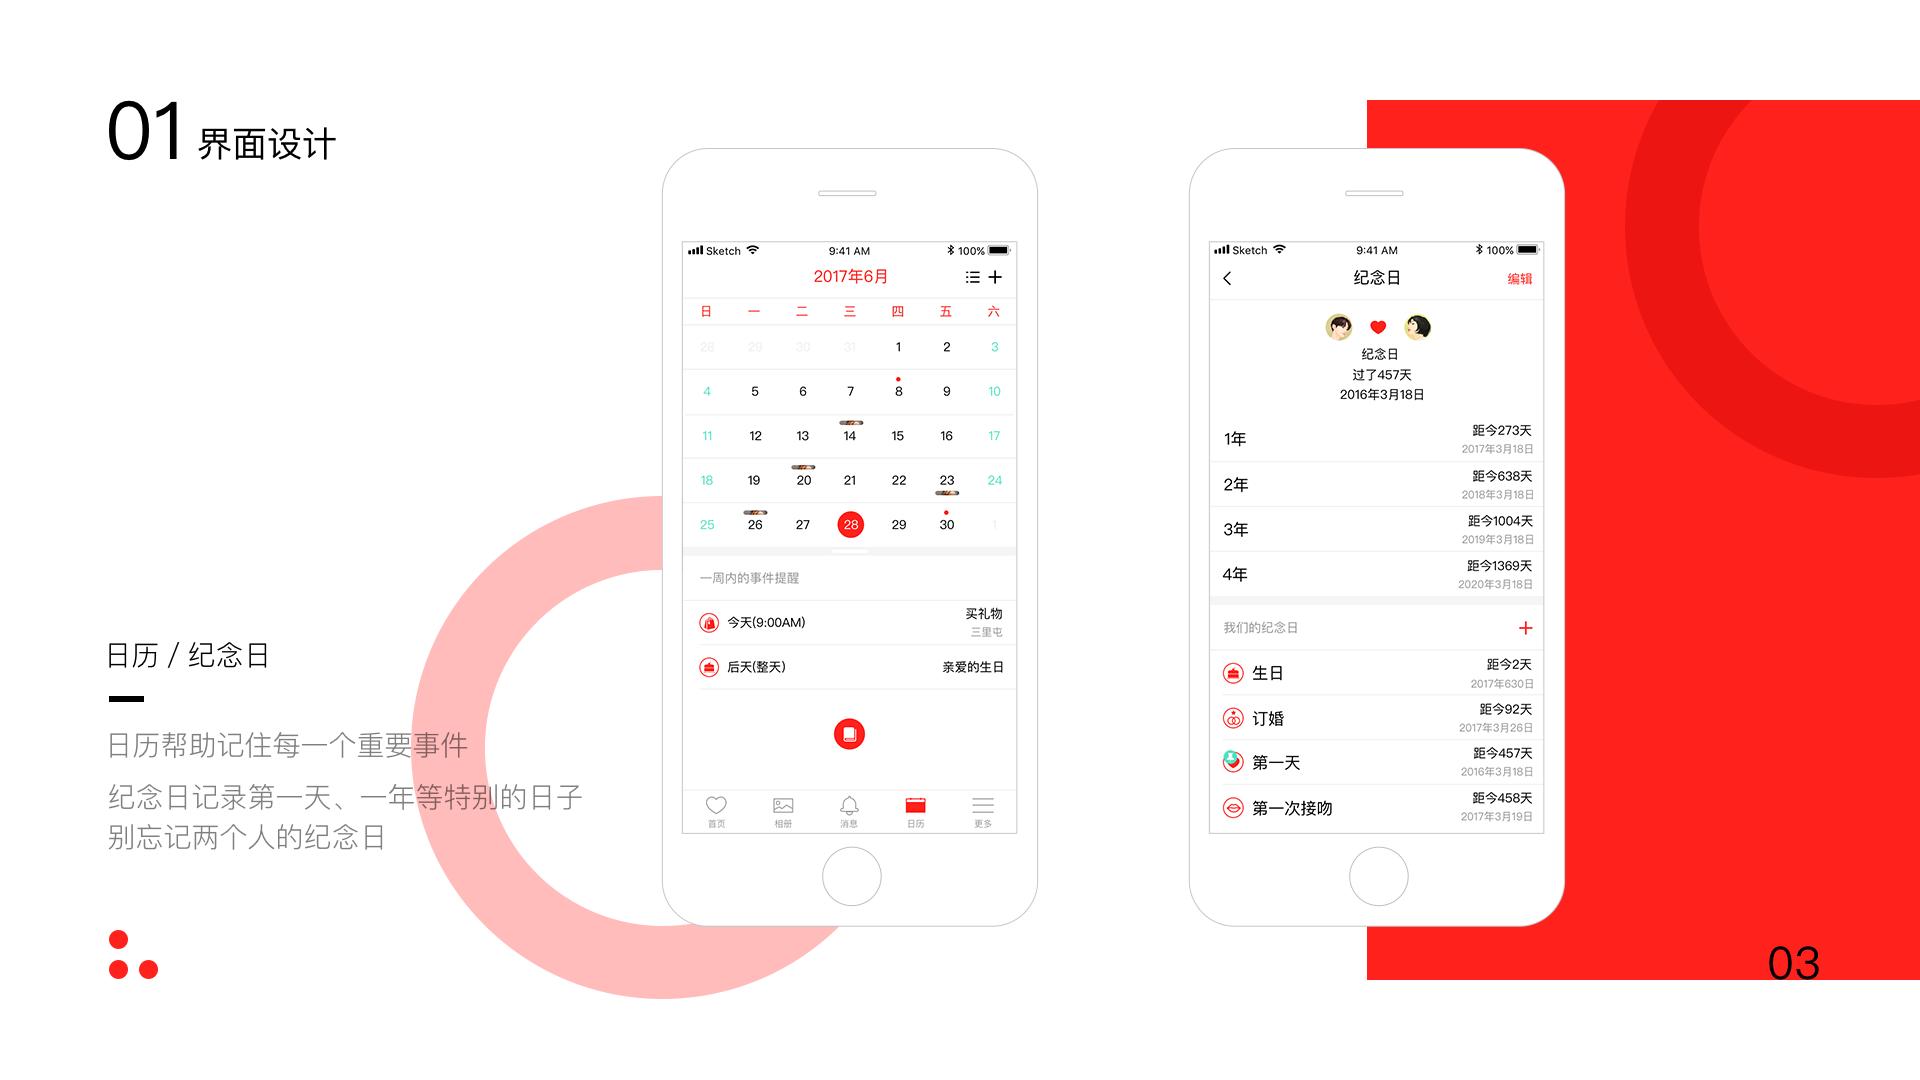 01 界面设计
日历 / 纪念日
日历帮助记住每一个重要事件
纪念日记录第一天、一年等特别的日子
别忘记两个人的纪念日
Sketch 9:41 AM 100%
2017年6月
日 一 二 三 四 五 六
28 29 30 31 1 2 3
4 5 6 7 8 9 10
11 12 13 14 15 16 17
18 19 20 21 22 23 24
25 26 27 28 29 30 1
一周内的事件提醒
今天(9:00AM) 买礼物
三里屯
后天(整天) 亲爱的生日
首页 相册 消息 日历 更多
Sketch 9:41 AM 100%
纪念日 编辑
纪念日
过了457天
2016年3月18日
1年 距今273天
2017年3月18日
2年 距今638天
2018年3月18日
3年 距今1004天
2019年3月18日
4年 距今1369天
2020年3月18日
我们的纪念日
生日 距今2天
2017年630日
订婚 距今92天
2017年3月26日
第一天 距今457天
2016年3月18日
第一次接吻 距今458天
2017年3月19日
03